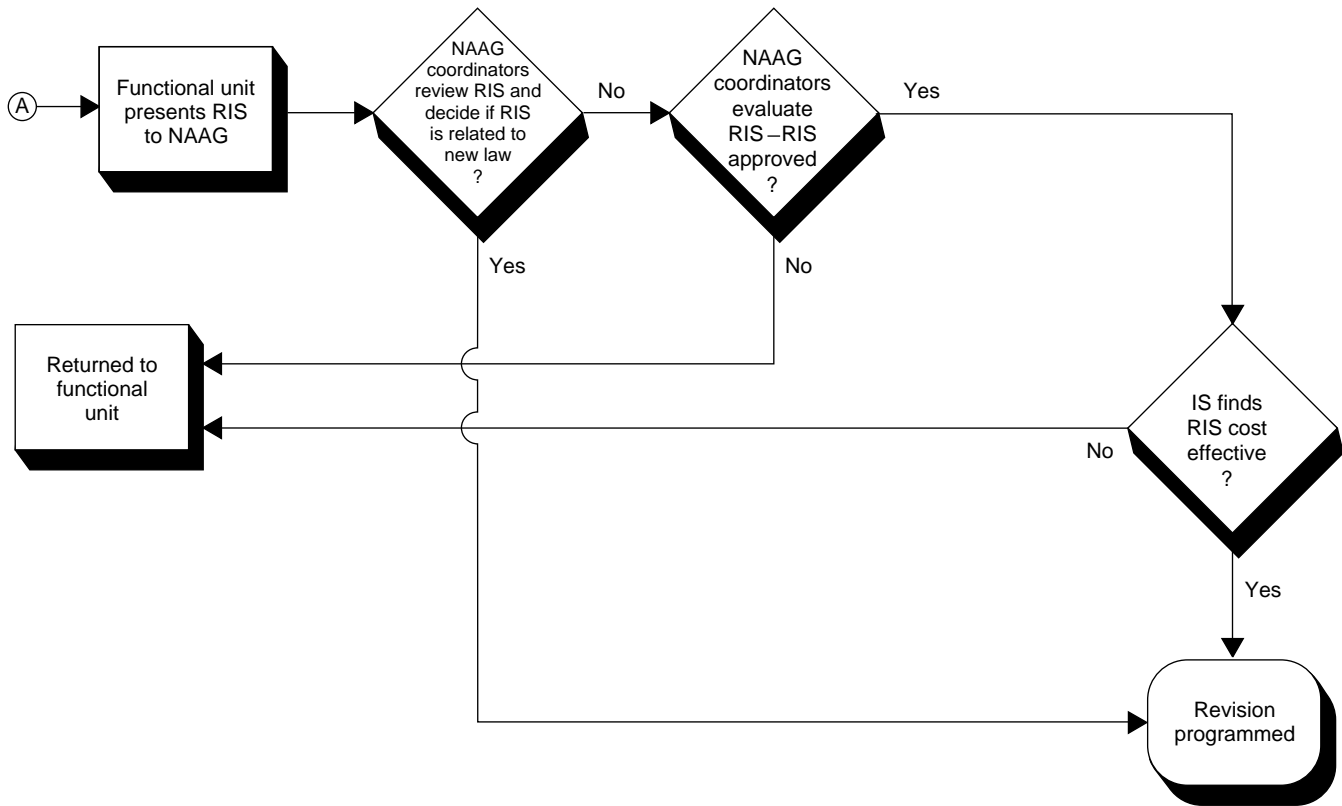 A
Functional unit
presents RIS
to NAAG
NAAG
coordinators
review RIS and
decide if RIS
is related to
new law
?
No
NAAG
coordinators
evaluate
RIS – RIS
approved
?
Yes
Yes
No
Returned to
functional
unit
IS finds
RIS cost
effective
?
No
Yes
Revision
programmed